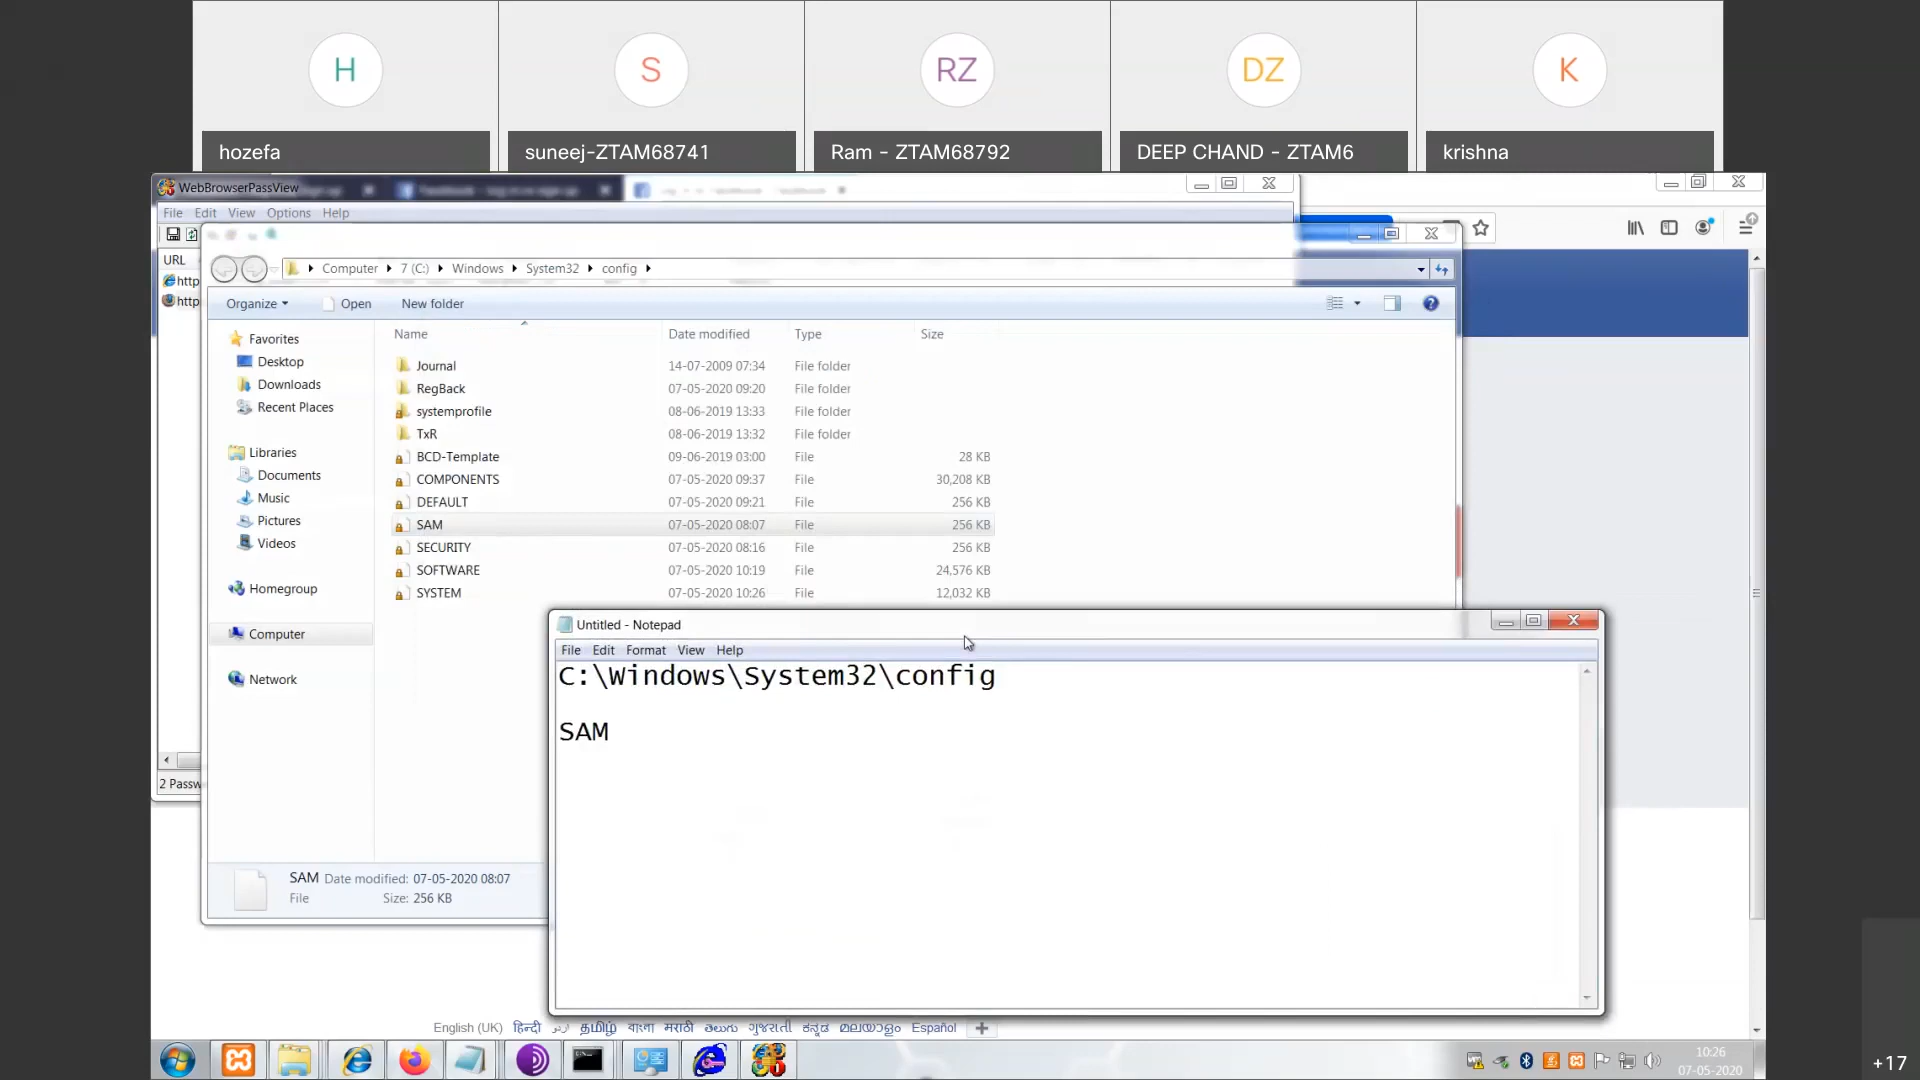 H
S
RZ
DZ
K
hozefa
suneej-ZTAM68741
Ram - ZTAM68792
DEEP CHAND - ZTAM6
krishna
WebBrowserPassView
File Edit View Options Help
URL
http
http
2 Passw
Computer 7 (C:) Windows System32 config
Organize Open New folder
Name Date modified Type Size
Favorites
Desktop
Downloads
Recent Places
Libraries
Documents
Music
Pictures
Videos
Homegroup
Computer
Network
Journal 14-07-2009 07:34 File folder
RegBack 07-05-2020 09:20 File folder
systemprofile 08-06-2019 13:33 File folder
TxR 08-06-2019 13:32 File folder
BCD-Template 09-06-2019 03:00 File 28 KB
COMPONENTS 07-05-2020 09:37 File 30,208 KB
DEFAULT 07-05-2020 09:21 File 256 KB
SAM 07-05-2020 08:07 File 256 KB
SECURITY 07-05-2020 08:16 File 256 KB
SOFTWARE 07-05-2020 10:19 File 24,576 KB
SYSTEM 07-05-2020 10:26 File 12,032 KB
SAM Date modified: 07-05-2020 08:07
File Size: 256 KB
Untitled - Notepad
File Edit Format View Help
C:\Windows\System32\config
SAM
English (UK) हिन्दी اردو தமிழ் বাংলা मराठी తెలుగు ગુજરાતી ಕನ್ನಡ മലയാളം Español
10:26
07-05-2020
+17